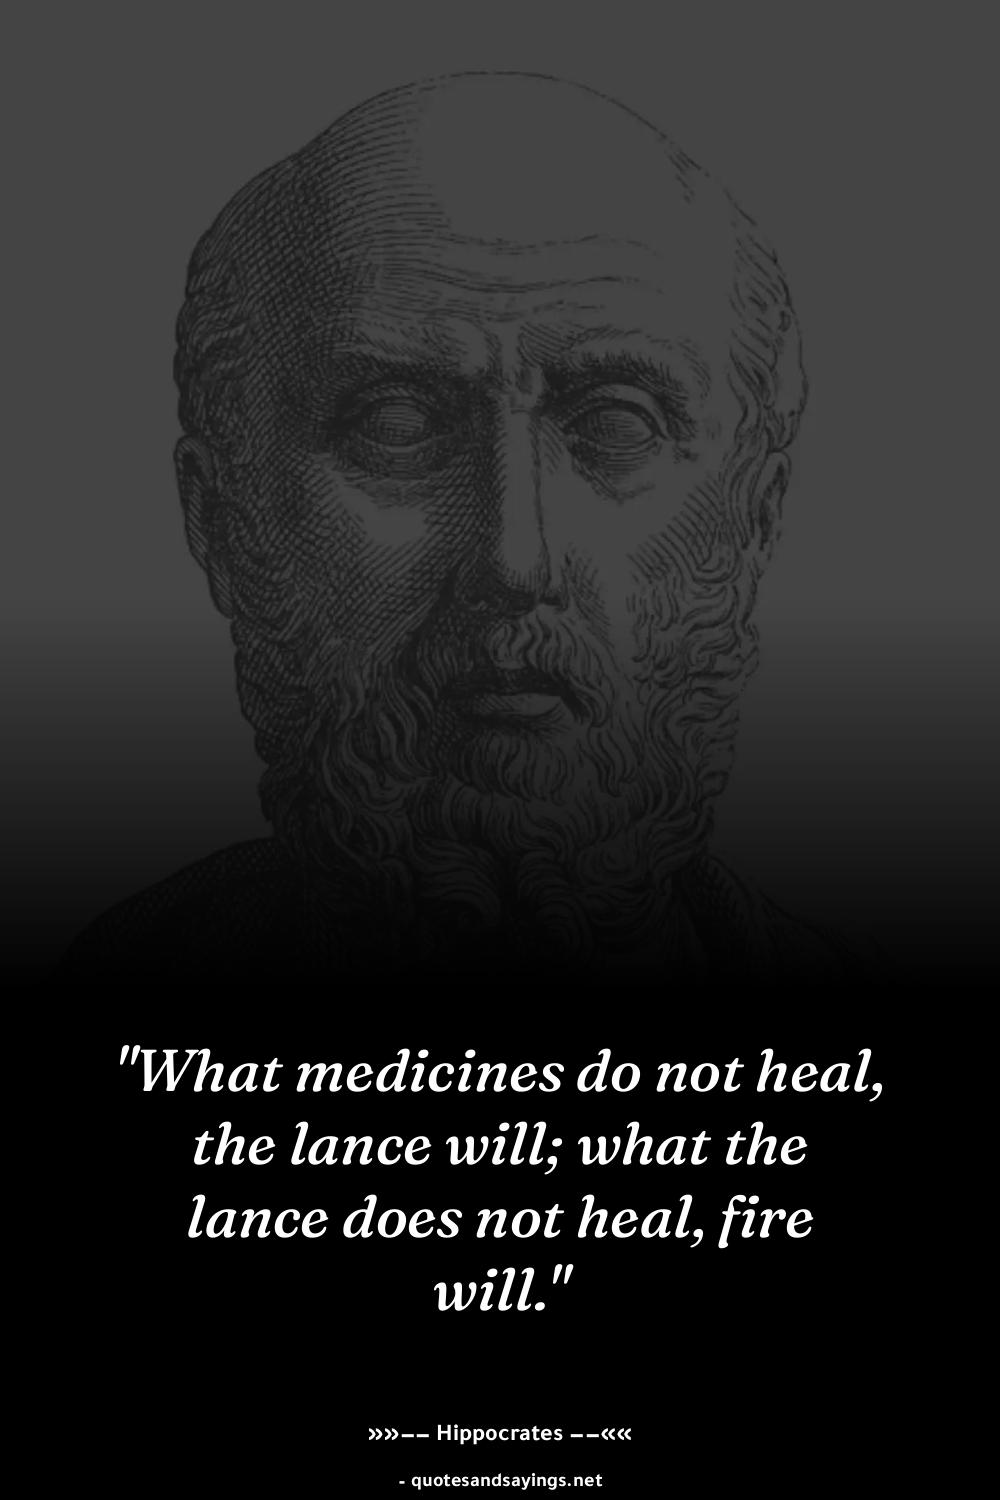 "What medicines do not heal,
the lance will; what the
lance does not heal, fire
will."
»»–– Hippocrates ––««
- quotesandsayings.net